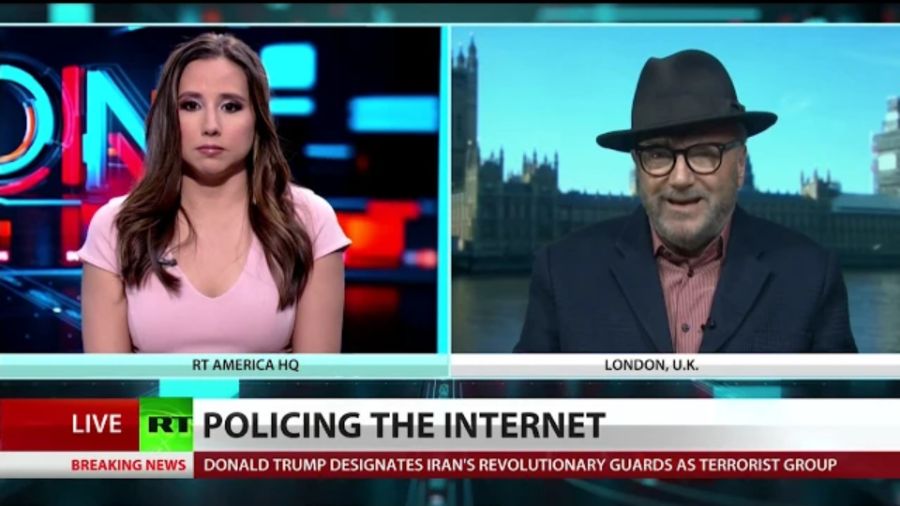 ON
RT AMERICA HQ
LONDON, U.K.
LIVE
RT
POLICING THE INTERNET
BREAKING NEWS
DONALD TRUMP DESIGNATES IRAN'S REVOLUTIONARY GUARDS AS TERRORIST GROUP